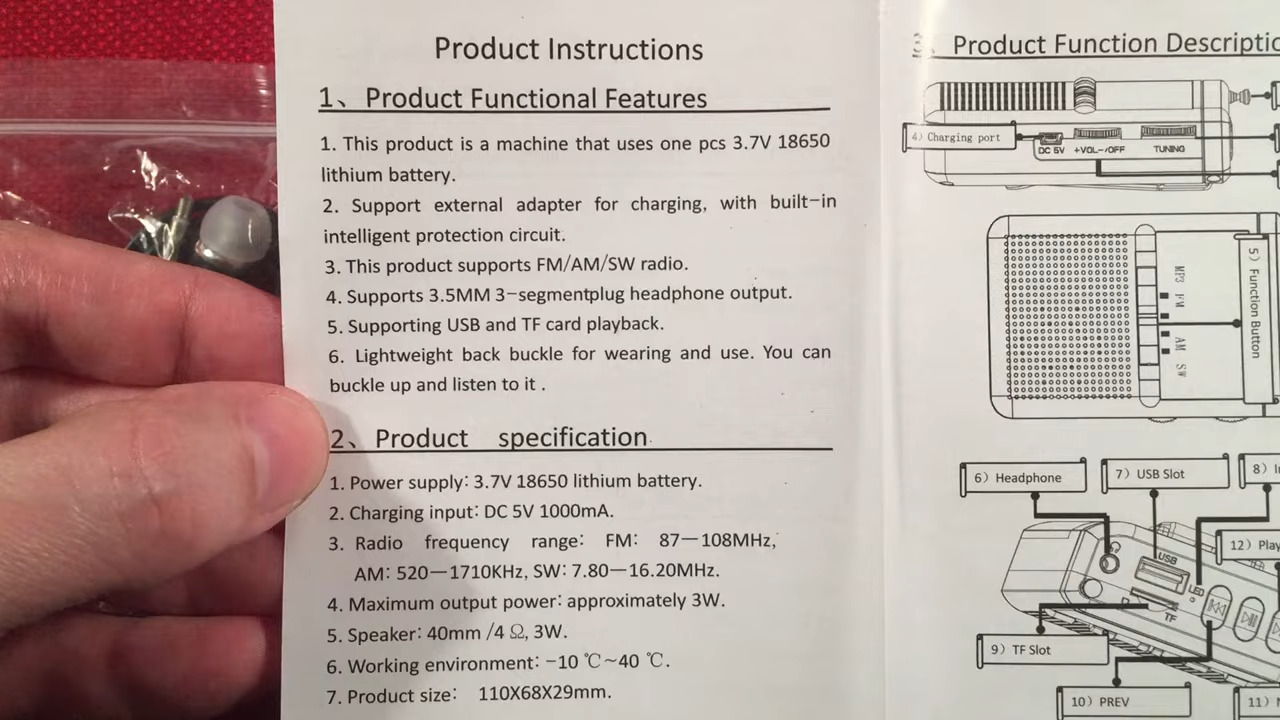 Product Instructions
1、 Product Functional Features
1. This product is a machine that uses one pcs 3.7V 18650
lithium battery.
2. Support external adapter for charging, with built-in
intelligent protection circuit.
3. This product supports FM/AM/SW radio.
4. Supports 3.5MM 3-segmentplug headphone output.
5. Supporting USB and TF card playback.
6. Lightweight back buckle for wearing and use. You can
buckle up and listen to it .
2、 Product specification
1. Power supply: 3.7V 18650 lithium battery.
2. Charging input: DC 5V 1000mA.
3. Radio frequency range: FM: 87—108MHz,
AM: 520—1710KHz, SW: 7.80—16.20MHz.
4. Maximum output power: approximately 3W.
5. Speaker: 40mm /4 Ω, 3W.
6. Working environment: -10 ℃~40 ℃.
7. Product size: 110X68X29mm.
3、 Product Function Descriptio
4) Charging port
DC 5V +VOL-/OFF TUNING
MP3 FM AM SW
5) Function Button
6) Headphone
7) USB Slot
8)
12) Play
USB
LED
TF
9) TF Slot
10) PREV
11)